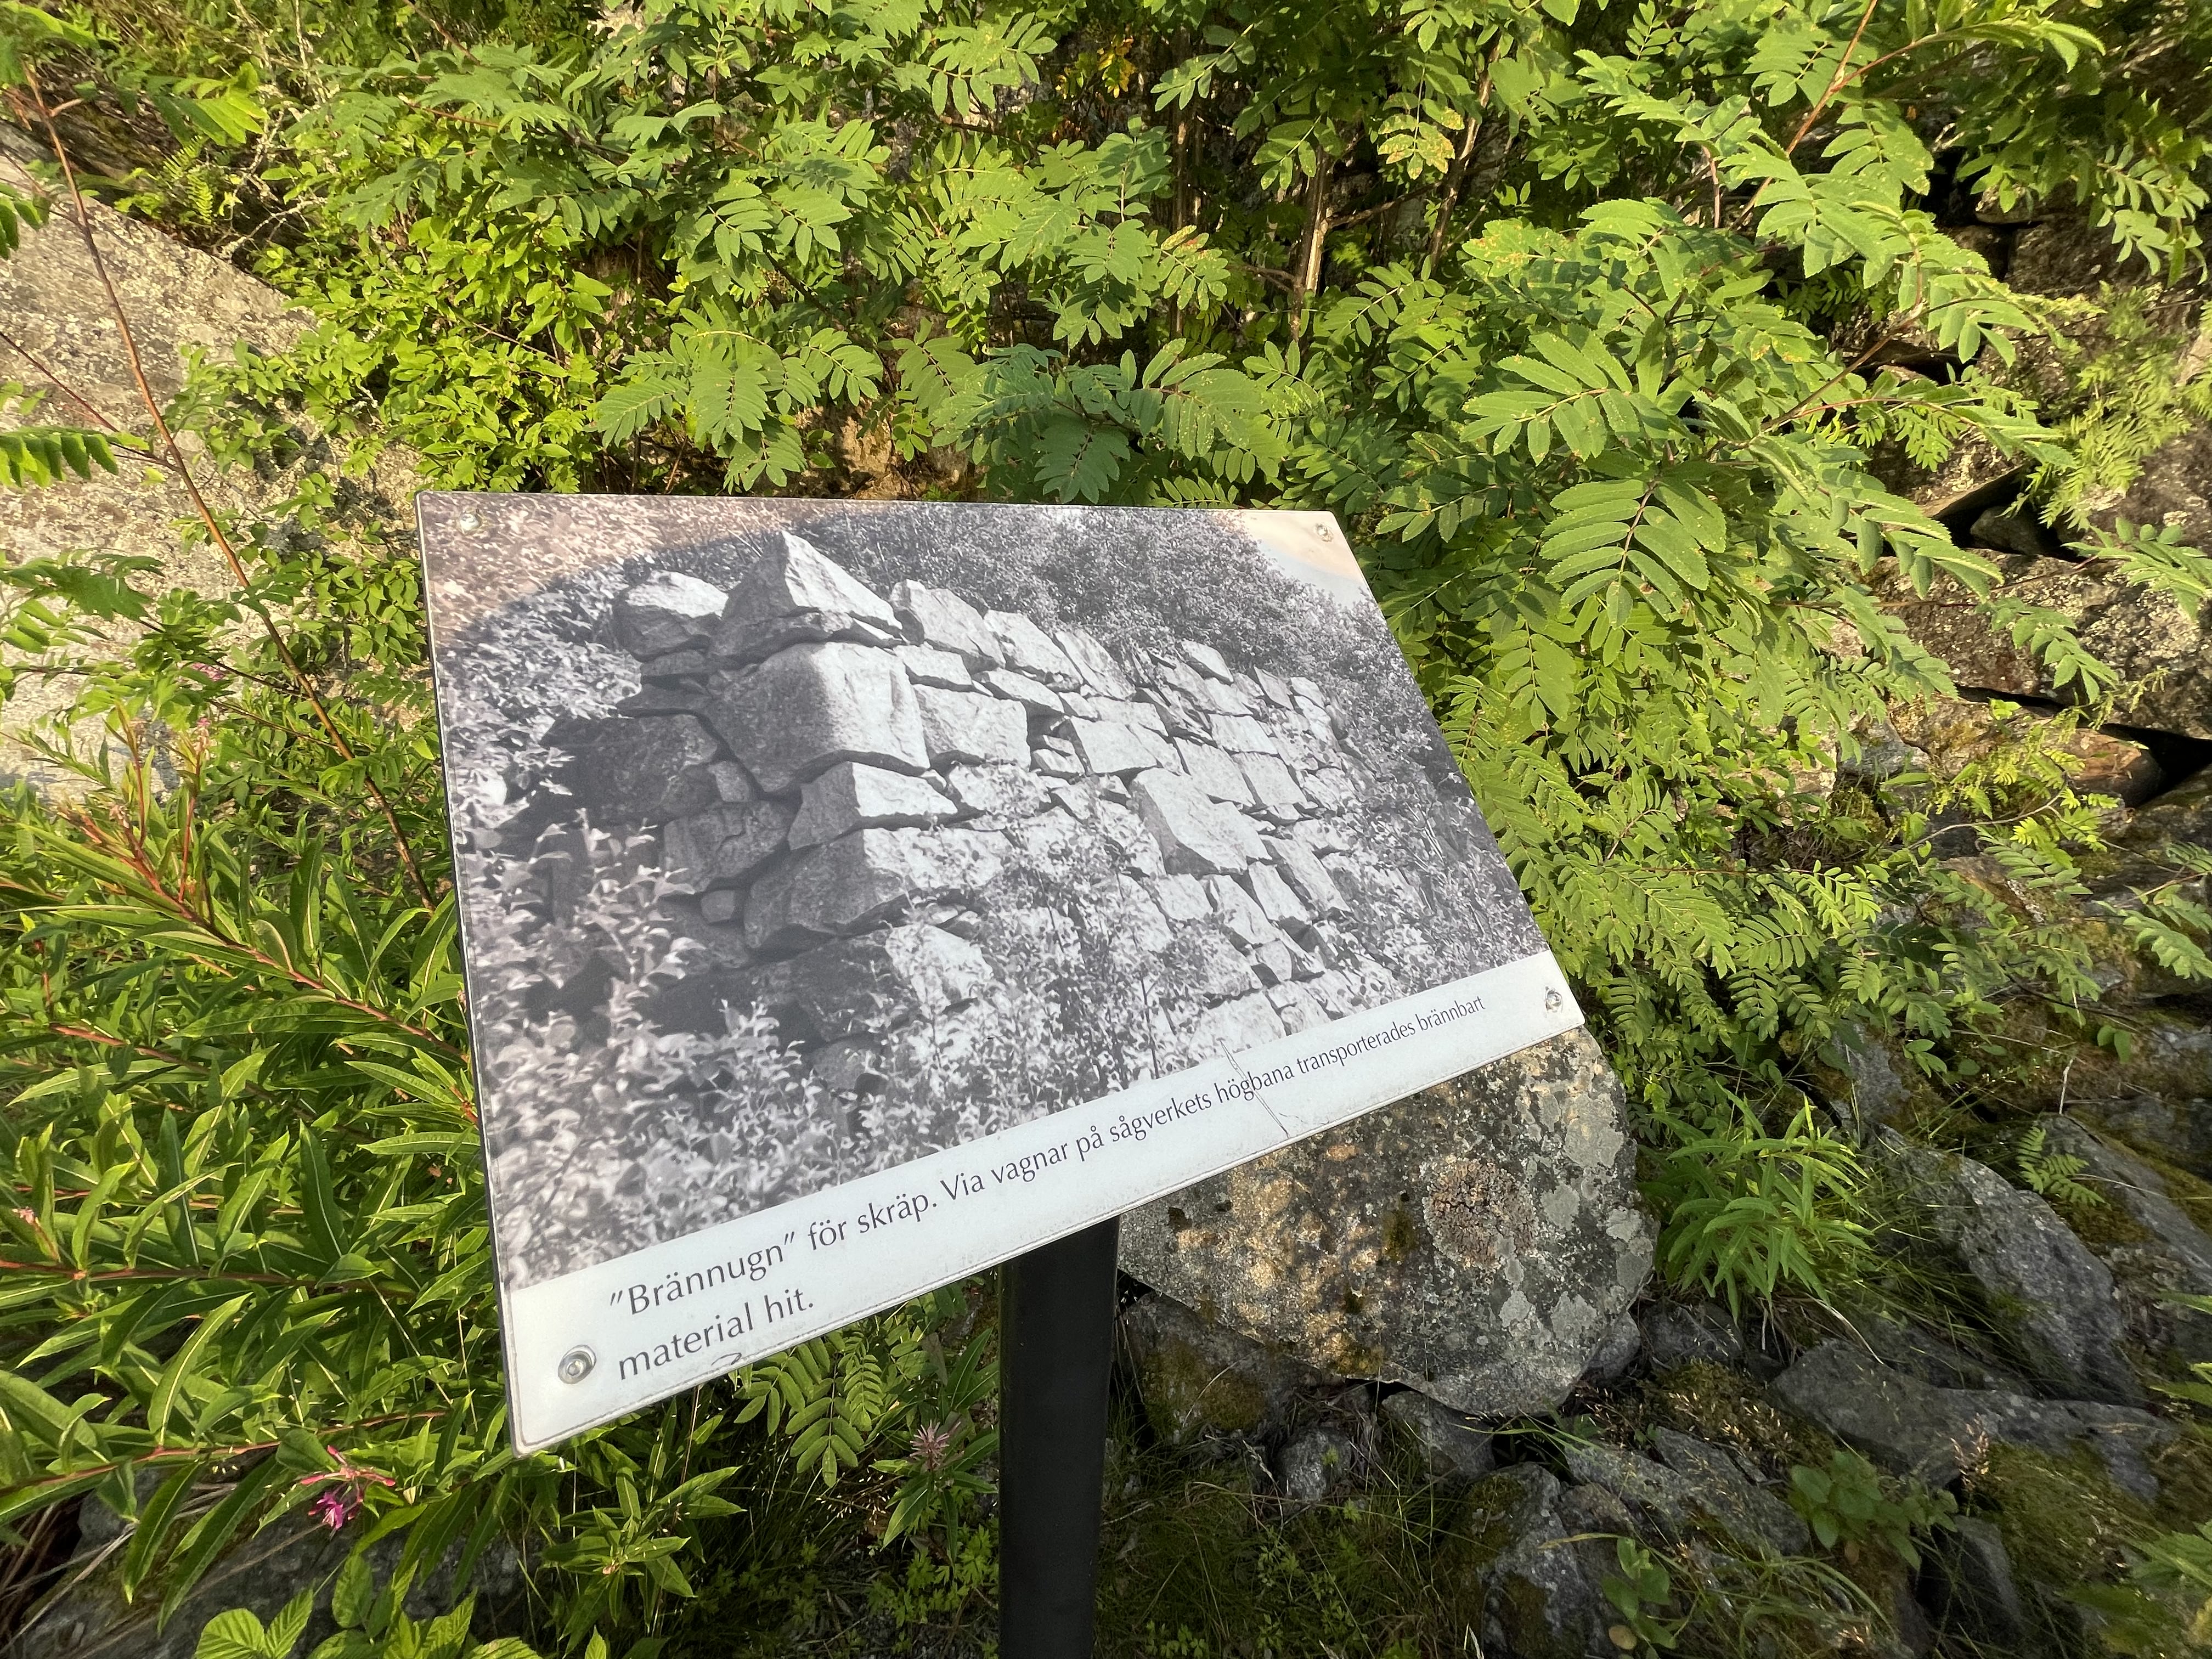 "Brännugn" för skräp. Via vagnar på sågverkets högbana transporterades brännbart
material hit.